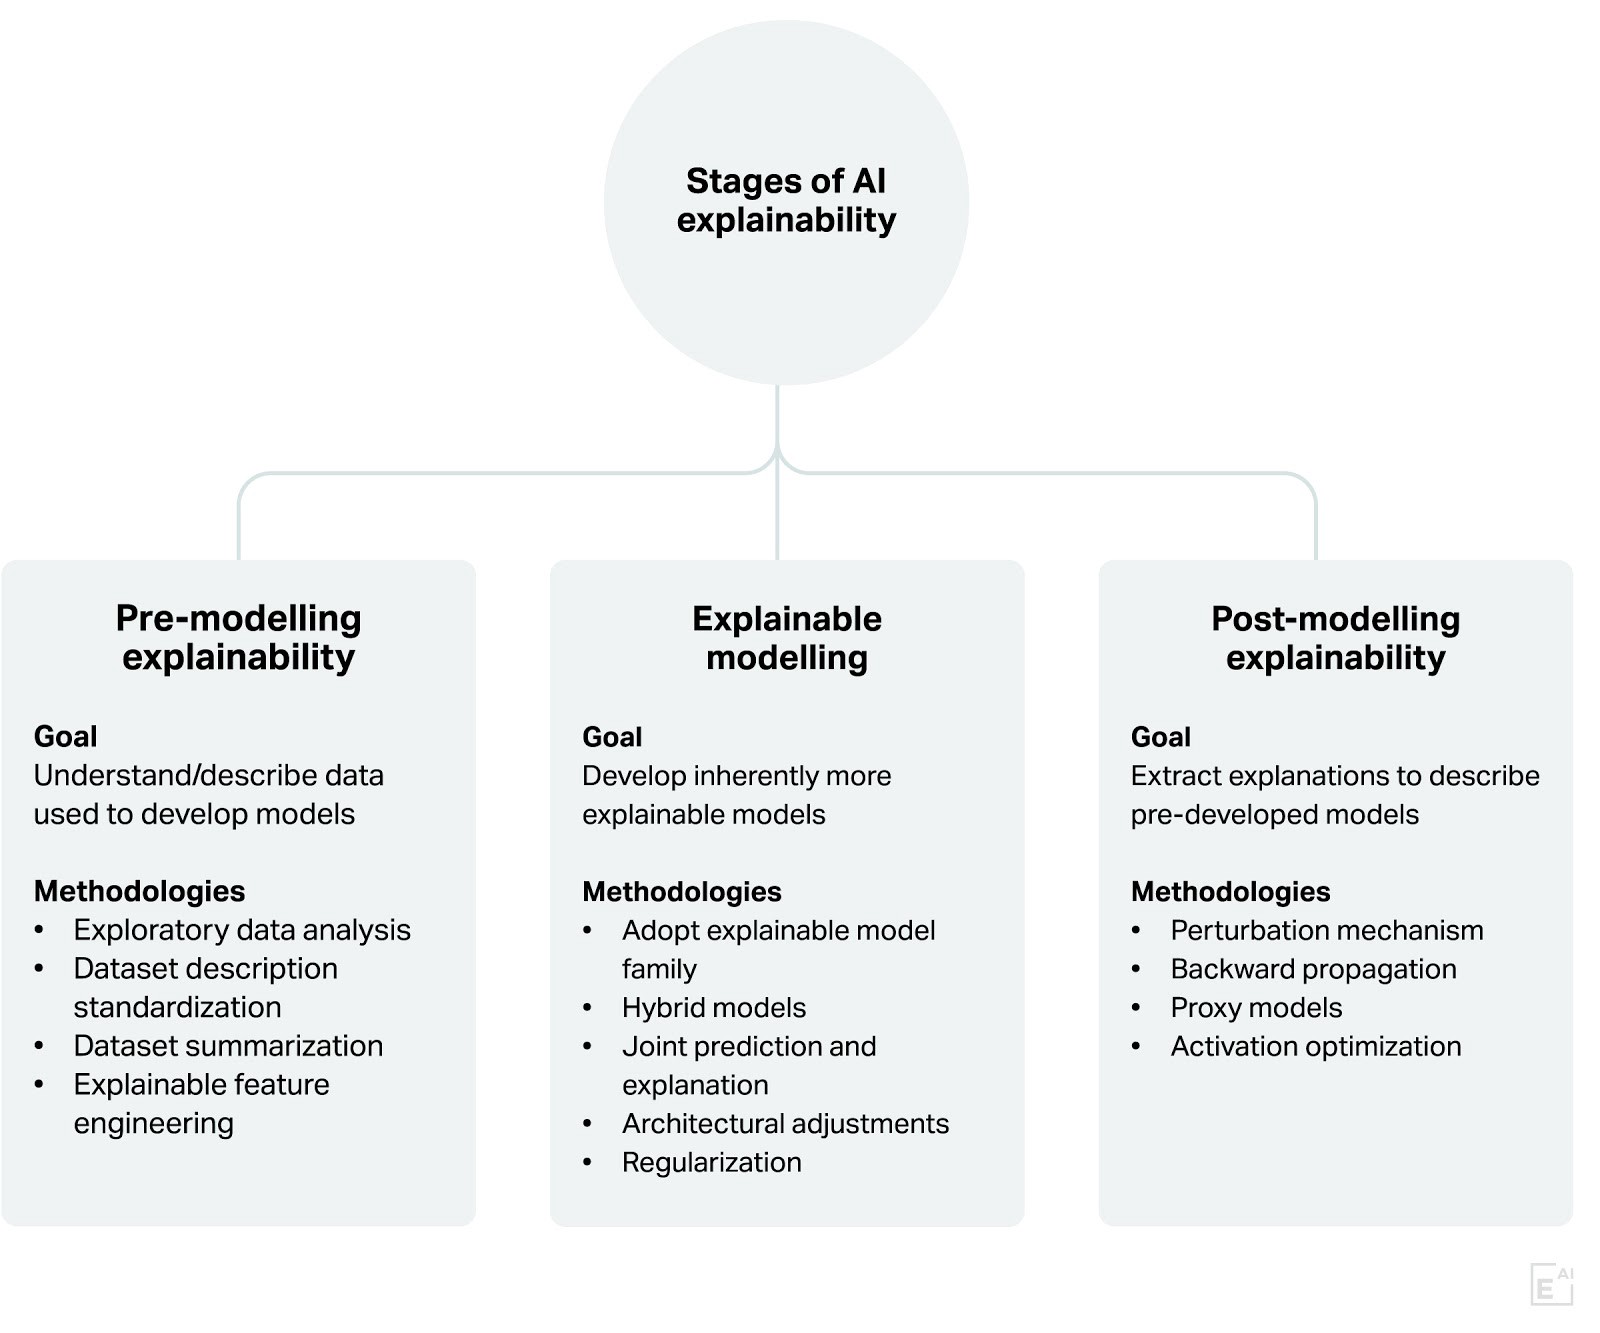 Stages of AI
explainability
Pre-modelling
explainability
Goal
Understand/describe data
used to develop models
Methodologies
• Exploratory data analysis
• Dataset description
standardization
• Dataset summarization
• Explainable feature
engineering
Explainable
modelling
Goal
Develop inherently more
explainable models
Methodologies
• Adopt explainable model
family
• Hybrid models
• Joint prediction and
explanation
• Architectural adjustments
• Regularization
Post-modelling
explainability
Goal
Extract explanations to describe
pre-developed models
Methodologies
• Perturbation mechanism
• Backward propagation
• Proxy models
• Activation optimization
E AI